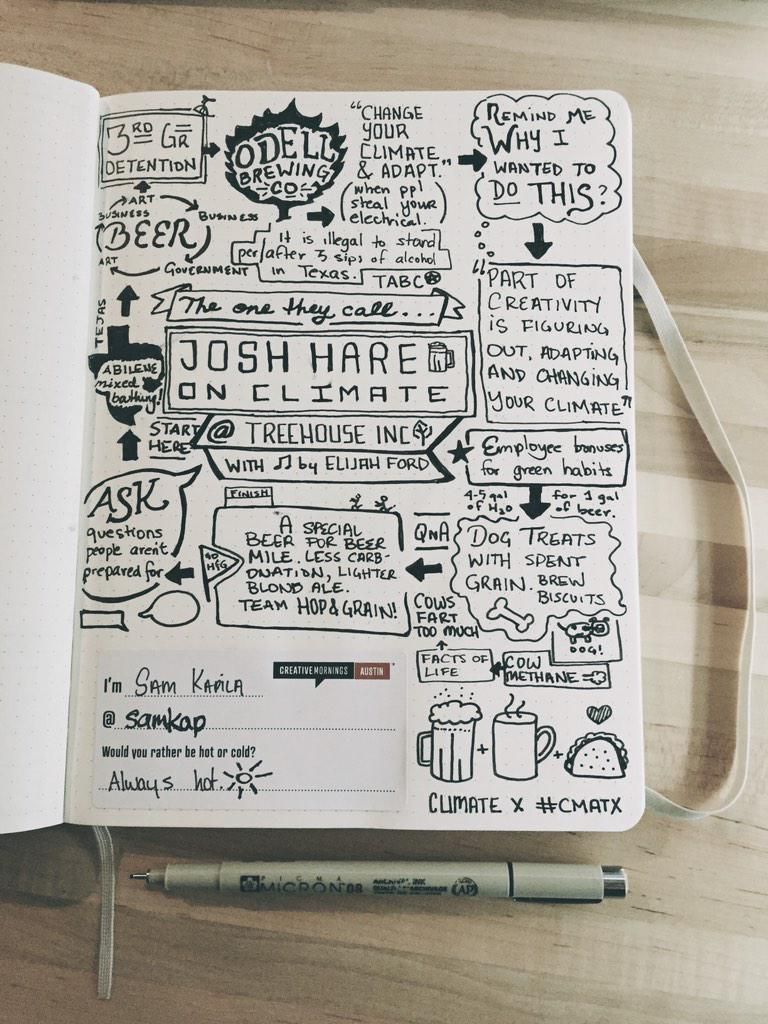 3RD GR
DETENTION
ODELL
BREWING
CO
"CHANGE
YOUR
CLIMATE
& ADAPT."
(when ppl
steal your
electrical.)
REMIND ME
WHY I
WANTED TO
DO THIS?
ART
BUSINESS
BUSINESS
BEER
ART
GOVERNMENT
It is illegal to stand
per/after 3 sips of alcohol
in Texas.
TABC
"PART OF
CREATIVITY
IS FIGURING
OUT, ADAPTING
AND CHANGING
YOUR CLIMATE"
TEJAS
The one they call...
JOSH HARE
ON CLIMATE
@ TREEHOUSE INC
WITH ♫ by ELIJAH FORD
ABILENE
mixed
bathing!
START
HERE
Employee bonuses
for green habits
4-5 gal
of H2O
for 1 gal
of beer.
ASK
questions
people aren't
prepared for
FINISH
A SPECIAL
BEER FOR BEER
MILE. LESS CARB-
ONATION, LIGHTER
BLOND ALE.
TEAM HOP & GRAIN!
GO
H&G
QnA
DOG TREATS
WITH SPENT
GRAIN. BREW
BISCUITS
DOG!
COWS
FART
TOO MUCH
FACTS OF
LIFE
COW
METHANE
CREATIVEMORNINGS AUSTIN
I'm SAM KAPILA
@ samkap
Would you rather be hot or cold?
Always hot.
+ +
CLIMATE X #CMATX
PIGMA
MICRON 08
ARCHIVAL INK
AP